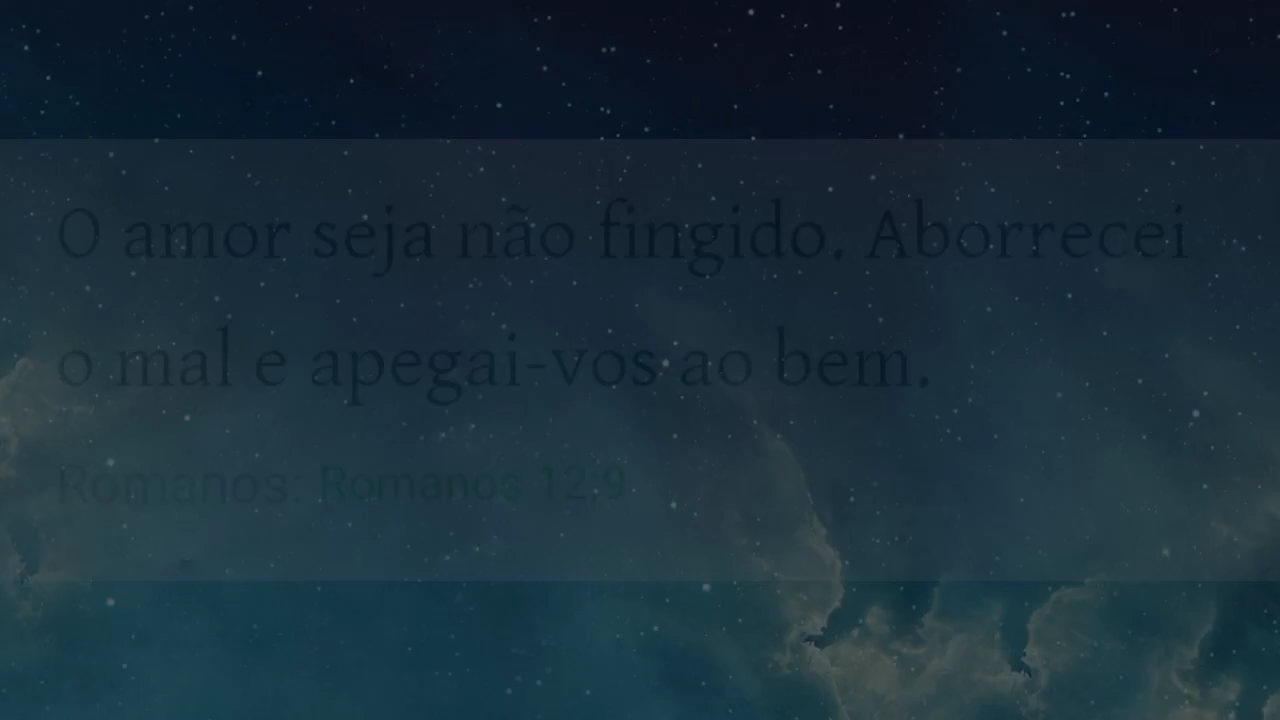 O amor seja não fingido. Aborrecei
o mal e apegai-vos ao bem.
Romanos: Romanos 12:9